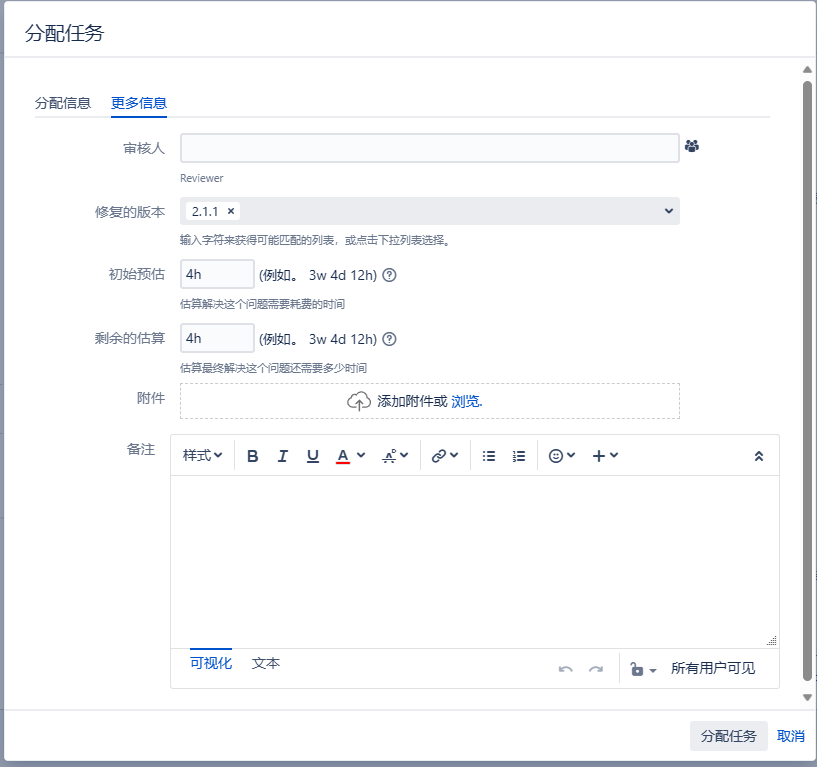 分配任务
分配信息 更多信息
审核人
Reviewer
修复的版本 2.1.1 ×
输入字符来获得可能匹配的列表，或点击下拉列表选择。
初始预估 4h (例如。 3w 4d 12h) ?
估算解决这个问题需要耗费的时间
剩余的估算 4h (例如。 3w 4d 12h) ?
估算最终解决这个问题还需要多少时间
附件 添加附件或 浏览.
备注 样式 B I U A
可视化 文本 所有用户可见
分配任务 取消